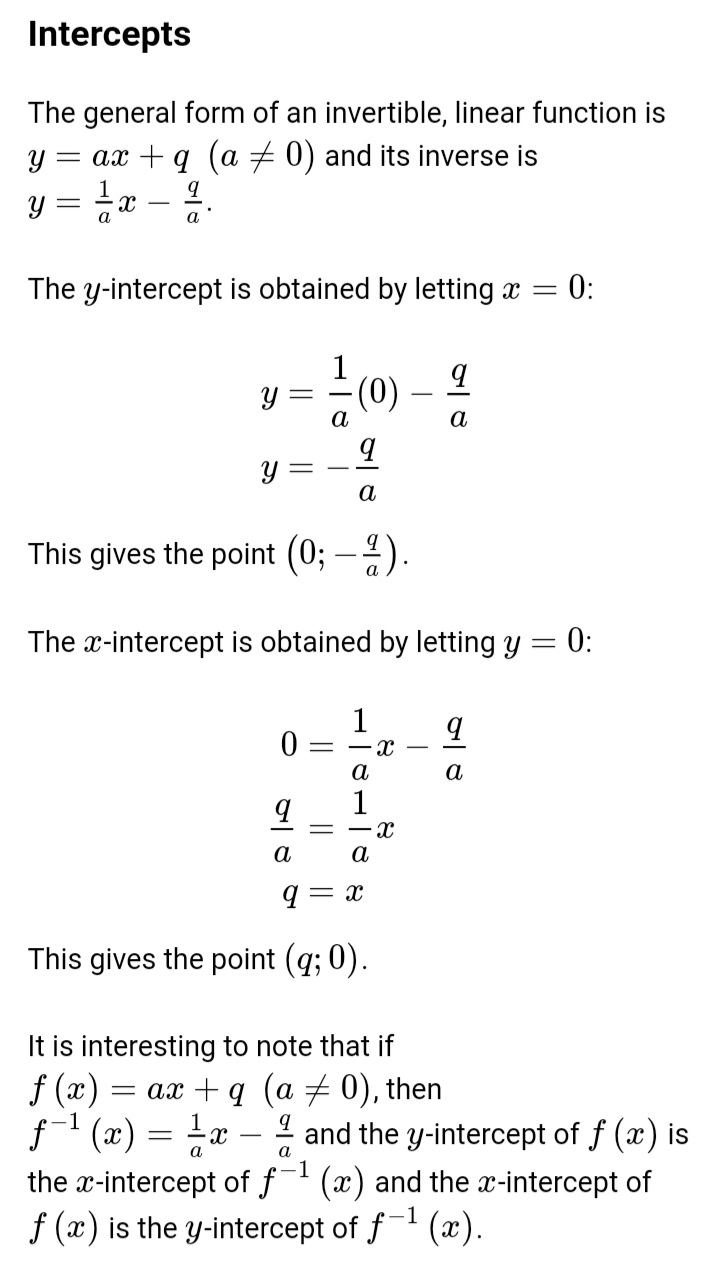 Intercepts
The general form of an invertible, linear function is
y = ax + q (a ≠ 0) and its inverse is
y = \frac{1}{a}x − \frac{q}{a}.
The y-intercept is obtained by letting x = 0:
y = \frac{1}{a}(0) − \frac{q}{a}
y = −\frac{q}{a}
This gives the point (0; −\frac{q}{a}).
The x-intercept is obtained by letting y = 0:
0 = \frac{1}{a}x − \frac{q}{a}
\frac{q}{a} = \frac{1}{a}x
q = x
This gives the point (q; 0).
It is interesting to note that if
f (x) = ax + q (a ≠ 0), then
f^{−1} (x) = \frac{1}{a}x − \frac{q}{a} and the y-intercept of f (x) is
the x-intercept of f^{−1} (x) and the x-intercept of
f (x) is the y-intercept of f^{−1} (x).